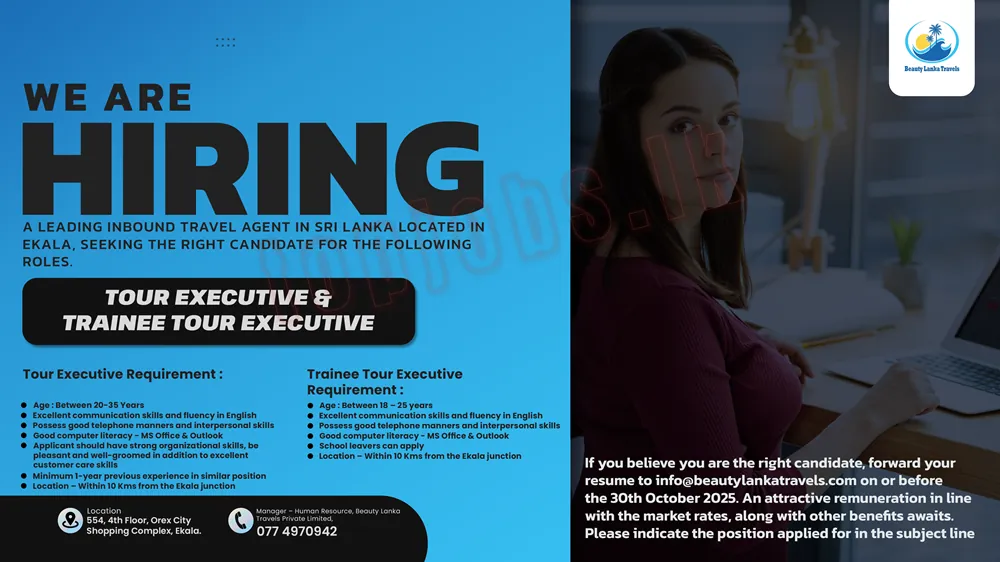 WE ARE
HIRING
A LEADING INBOUND TRAVEL AGENT IN SRI LANKA LOCATED IN
EKALA, SEEKING THE RIGHT CANDIDATE FOR THE FOLLOWING
ROLES.
TOUR EXECUTIVE &
TRAINEE TOUR EXECUTIVE
Tour Executive Requirement :
Age : Between 20-35 Years
Excellent communication skills and fluency in English
Possess good telephone manners and interpersonal skills
Good computer literacy - MS Office & Outlook
Applicant should have strong organizational skills, be
pleasant and well-groomed in addition to excellent
customer care skills
Minimum 1-year previous experience in similar position
Location – Within 10 Kms from the Ekala junction
Trainee Tour Executive
Requirement :
Age : Between 18 – 25 years
Excellent communication skills and fluency in English
Possess good telephone manners and interpersonal skills
Good computer literacy - MS Office & Outlook
School leavers can apply
Location – Within 10 Kms from the Ekala junction
Location
554, 4th Floor, Orex City
Shopping Complex, Ekala.
Manager – Human Resource, Beauty Lanka
Travels Private Limited,
077 4970942
Beauty Lanka Travels
If you believe you are the right candidate, forward your
resume to info@beautylankatravels.com on or before
the 30th October 2025. An attractive remuneration in line
with the market rates, along with other benefits awaits.
Please indicate the position applied for in the subject line
topjobs.lk